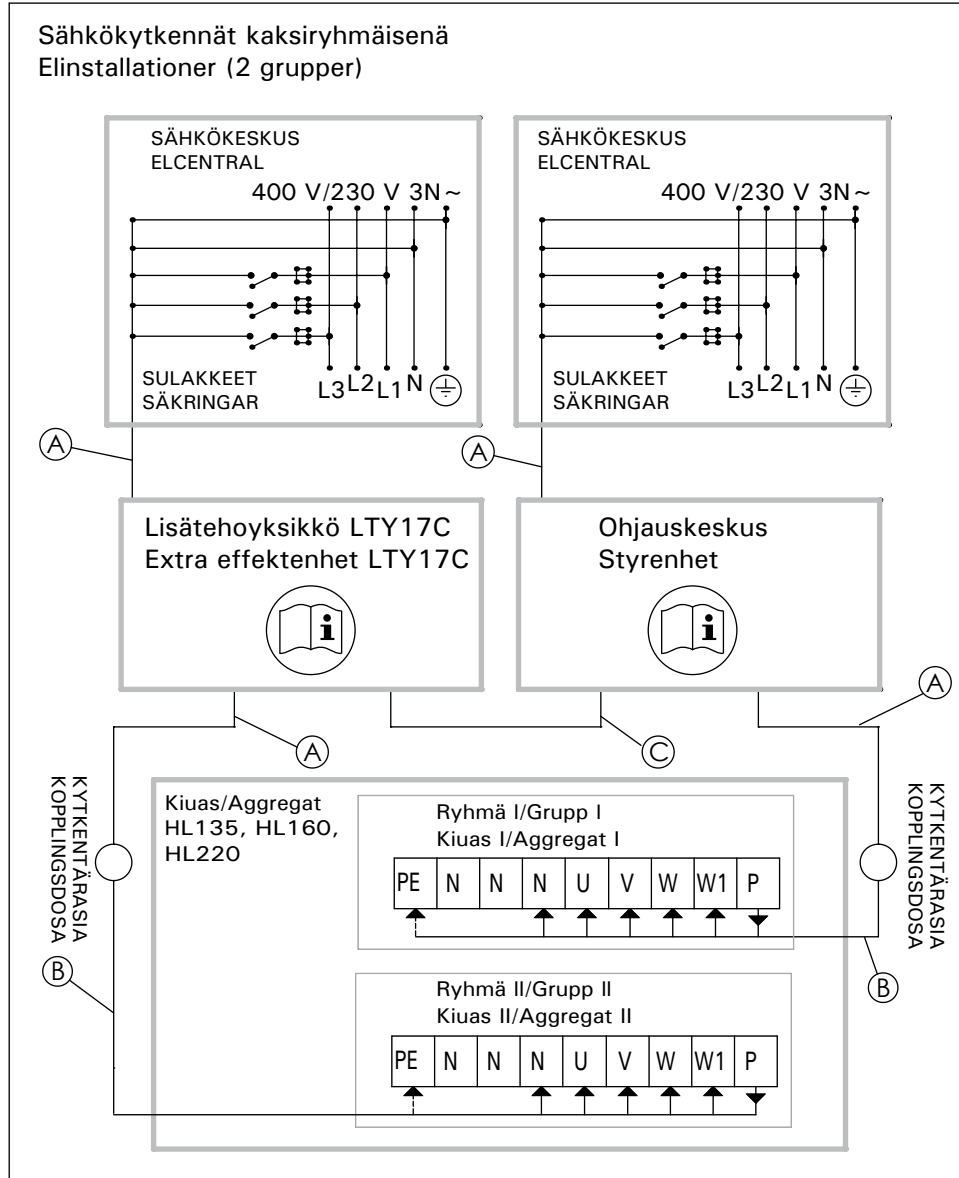 Sähkökytkennät kaksiryhmäisenä
Elinstallationer (2 grupper)
SÄHKÖKESKUS
ELCENTRAL
400 V/230 V 3N~
SULAKKEET
SÄKRINGAR
L3 L2 L1 N
SÄHKÖKESKUS
ELCENTRAL
400 V/230 V 3N~
SULAKKEET
SÄKRINGAR
L3 L2 L1 N
A
A
Lisätehoyksikkö LTY17C
Extra effektenhet LTY17C
i
Ohjauskeskus
Styrenhet
i
A
A
C
KYTKENTÄRASIA
KOPPLINGSDOSA
KYTKENTÄRASIA
KOPPLINGSDOSA
B
B
Kiuas/Aggregat
HL135, HL160,
HL220
Ryhmä I/Grupp I
Kiuas I/Aggregat I
PE N N N U V W W1 P
Ryhmä II/Grupp II
Kiuas II/Aggregat II
PE N N N U V W W1 P